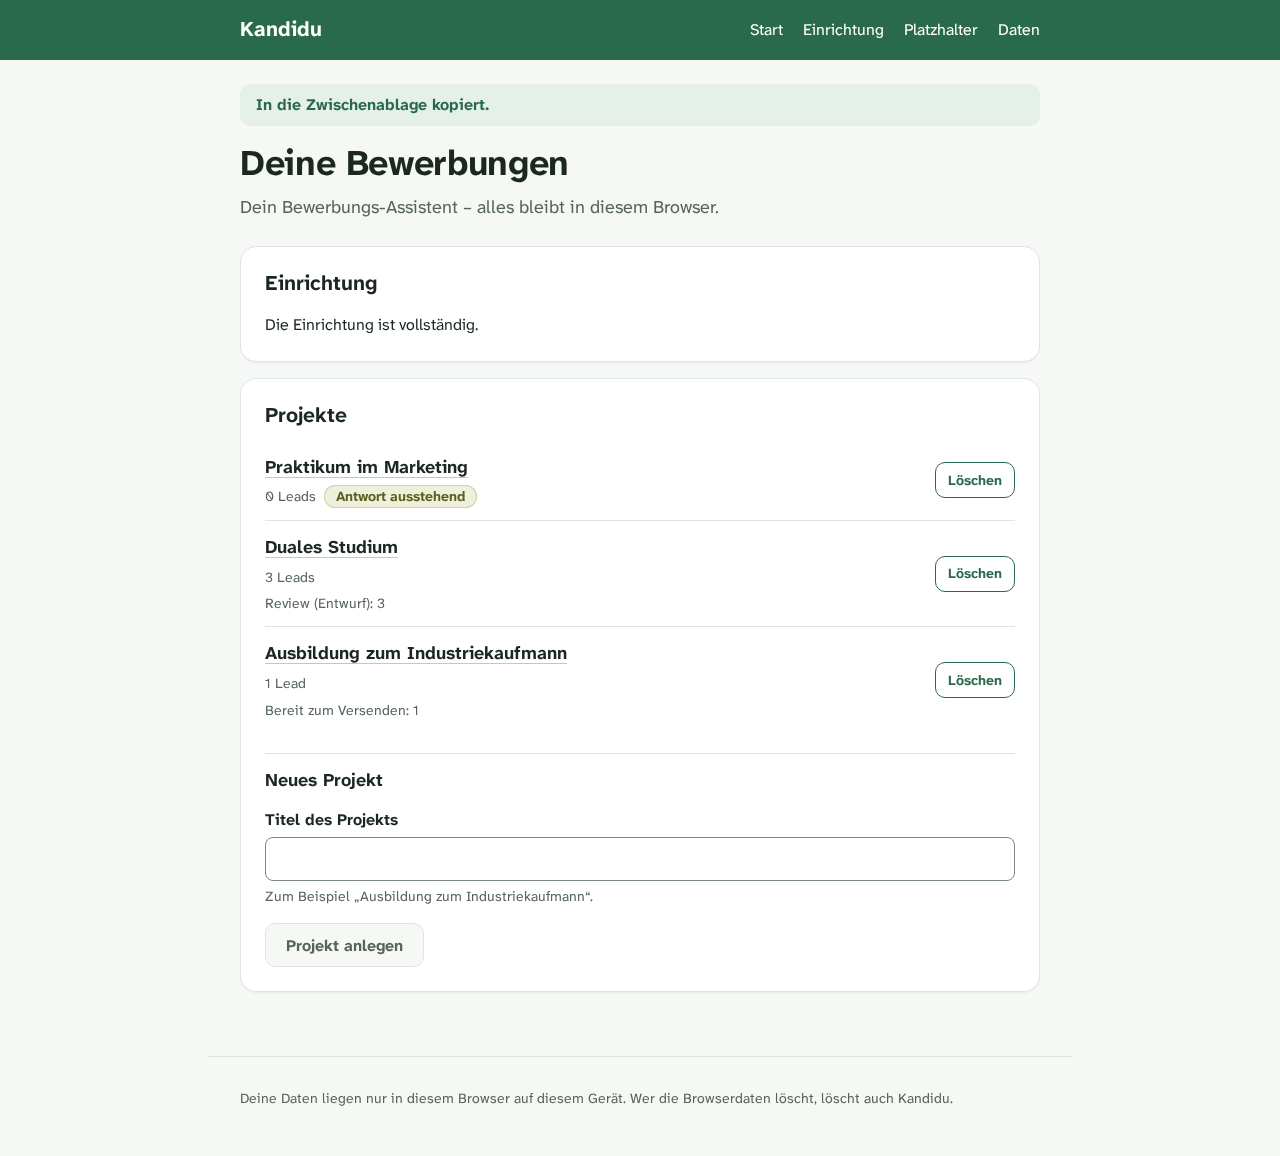 Kandidu
Start Einrichtung Platzhalter Daten
In die Zwischenablage kopiert.
Deine Bewerbungen
Dein Bewerbungs-Assistent – alles bleibt in diesem Browser.
Einrichtung
Die Einrichtung ist vollständig.
Projekte
Praktikum im Marketing
0 Leads Antwort ausstehend
Löschen
Duales Studium
3 Leads
Review (Entwurf): 3
Löschen
Ausbildung zum Industriekaufmann
1 Lead
Bereit zum Versenden: 1
Löschen
Neues Projekt
Titel des Projekts
Zum Beispiel „Ausbildung zum Industriekaufmann“.
Projekt anlegen
Deine Daten liegen nur in diesem Browser auf diesem Gerät. Wer die Browserdaten löscht, löscht auch Kandidu.